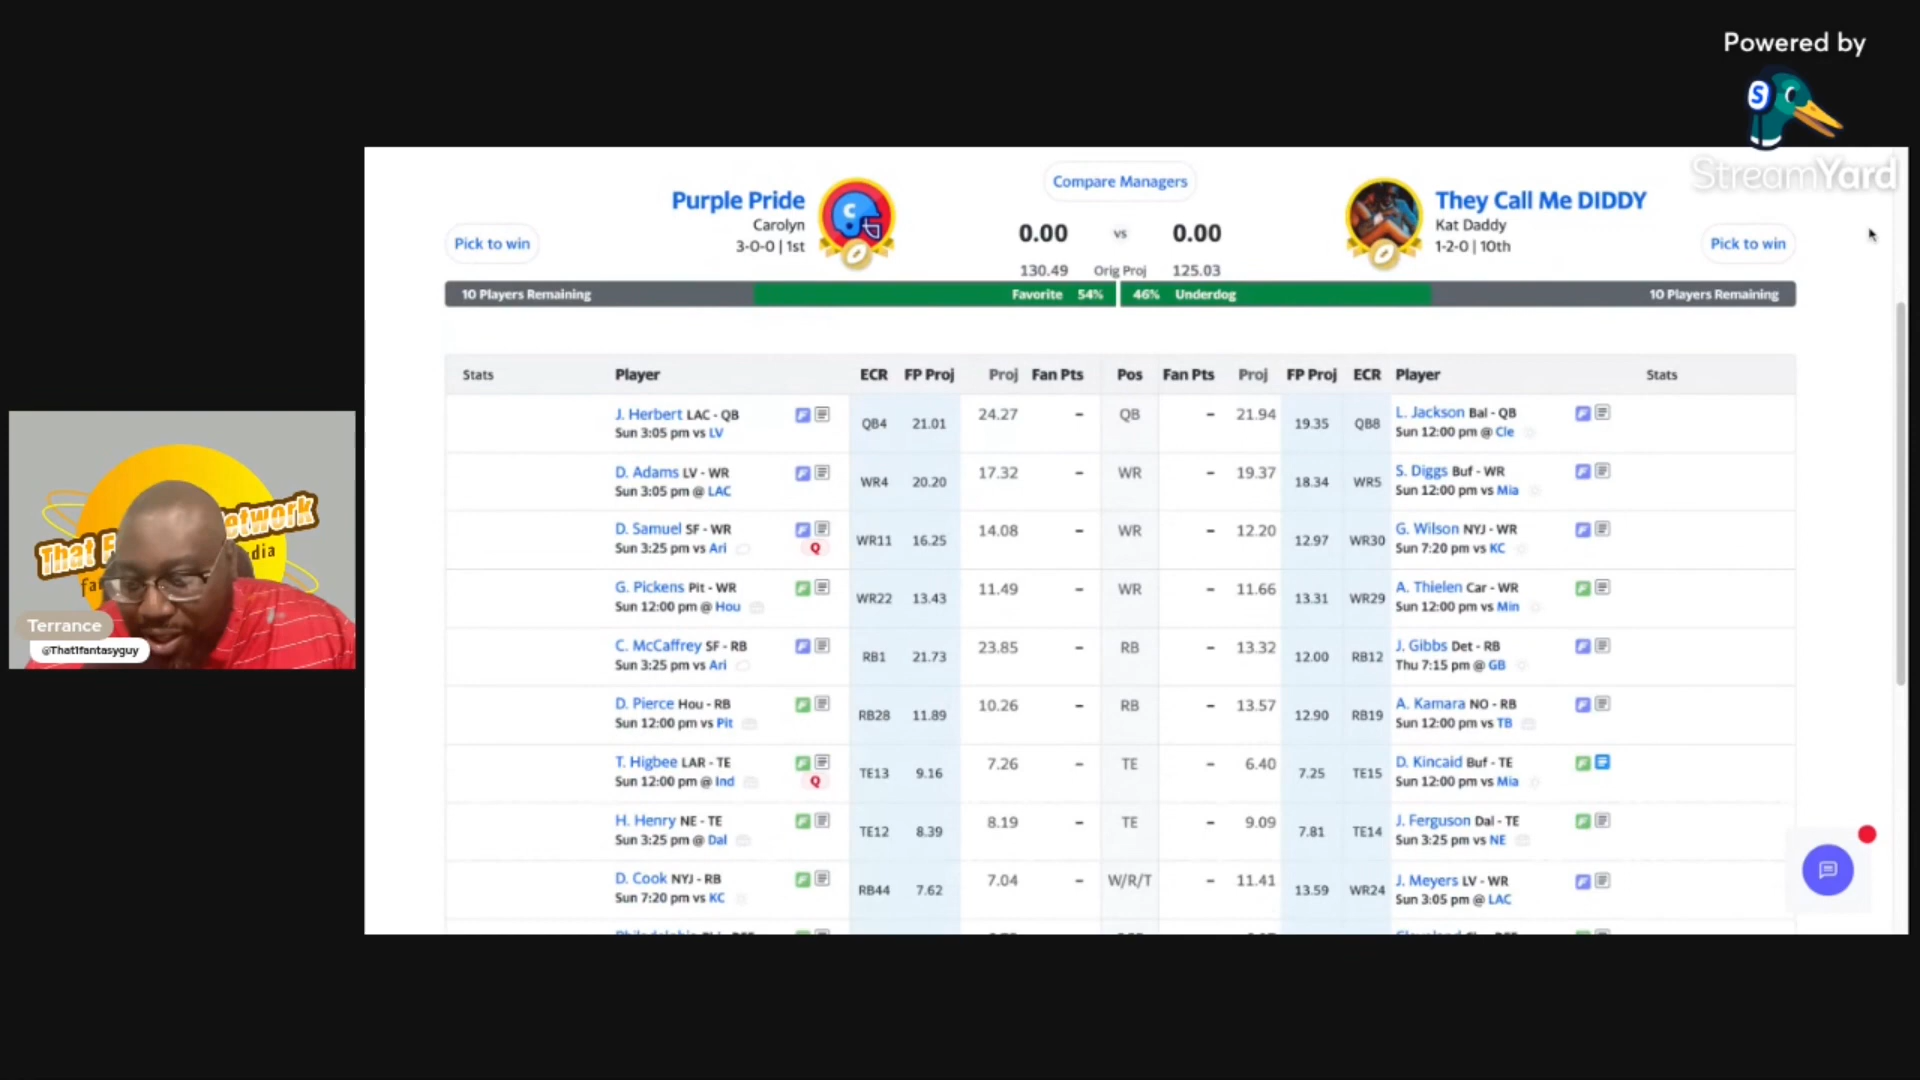 Powered by
StreamYard
Compare Managers
Purple Pride
Carolyn
3-0-0 | 1st
Pick to win
0.00 vs 0.00
130.49 Orig Proj 125.03
They Call Me DIDDY
Kat Daddy
1-2-0 | 10th
Pick to win
10 Players Remaining Favorite 54% 46% Underdog 10 Players Remaining
Stats Player ECR FP Proj Proj Fan Pts Pos Fan Pts Proj FP Proj ECR Player Stats
J. Herbert LAC - QB QB4 21.01 24.27 - QB - 21.94 19.35 QB8 L. Jackson Bal - QB
Sun 3:05 pm vs LV Sun 12:00 pm @ Cle
D. Adams LV - WR WR4 20.20 17.32 - WR - 19.37 18.34 WR5 S. Diggs Buf - WR
Sun 3:05 pm @ LAC Sun 12:00 pm vs Mia
D. Samuel SF - WR WR11 16.25 14.08 - WR - 12.20 12.97 WR30 G. Wilson NYJ - WR
Sun 3:25 pm vs Ari Q Sun 7:20 pm vs KC
G. Pickens Pit - WR WR22 13.43 11.49 - WR - 11.66 13.31 WR29 A. Thielen Car - WR
Sun 12:00 pm @ Hou Sun 12:00 pm vs Min
C. McCaffrey SF - RB RB1 21.73 23.85 - RB - 13.32 12.00 RB12 J. Gibbs Det - RB
Sun 3:25 pm vs Ari Thu 7:15 pm @ GB
D. Pierce Hou - RB RB28 11.89 10.26 - RB - 13.57 12.90 RB19 A. Kamara NO - RB
Sun 12:00 pm vs Pit Sun 12:00 pm vs TB
T. Higbee LAR - TE TE13 9.16 7.26 - TE - 6.40 7.25 TE15 D. Kincaid Buf - TE
Sun 12:00 pm @ Ind Q Sun 12:00 pm vs Mia
H. Henry NE - TE TE12 8.39 8.19 - TE - 9.09 7.81 TE14 J. Ferguson Dal - TE
Sun 3:25 pm @ Dal Sun 3:25 pm vs NE
D. Cook NYJ - RB RB44 7.62 7.04 - W/R/T - 11.41 13.59 WR24 J. Meyers LV - WR
Sun 7:20 pm vs KC Sun 3:05 pm @ LAC
That
Terrance
@That1fantasyguy